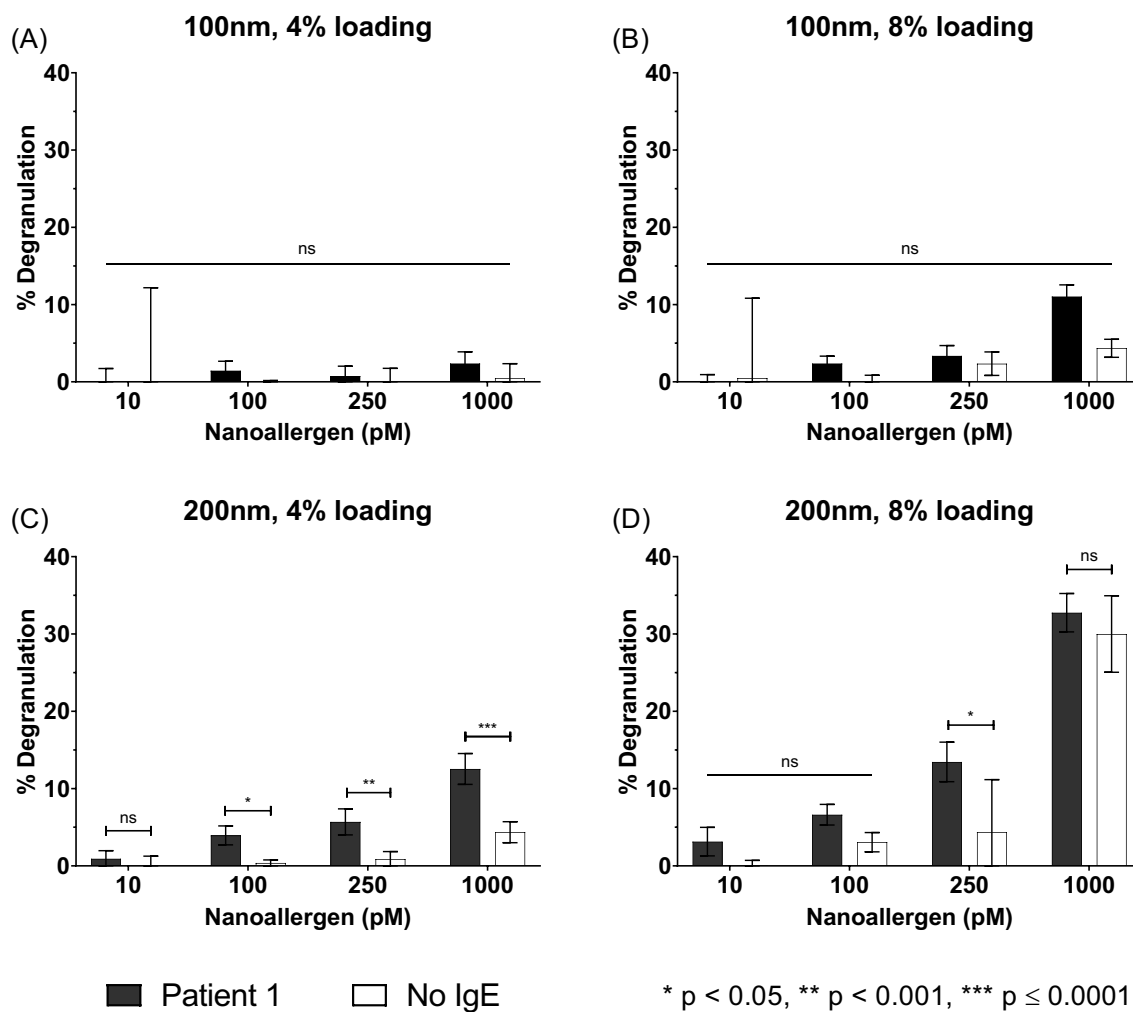 (A)
100nm, 4% loading
40
30
20
10
0
% Degranulation
ns
10 100 250 1000
Nanoallergen (pM)
(B)
100nm, 8% loading
40
30
20
10
0
% Degranulation
ns
10 100 250 1000
Nanoallergen (pM)
(C)
200nm, 4% loading
40
30
20
10
0
% Degranulation
ns * ** ***
10 100 250 1000
Nanoallergen (pM)
(D)
200nm, 8% loading
40
30
20
10
0
% Degranulation
ns * ns
10 100 250 1000
Nanoallergen (pM)
Patient 1 No IgE
* p < 0.05, ** p < 0.001, *** p ≤ 0.0001